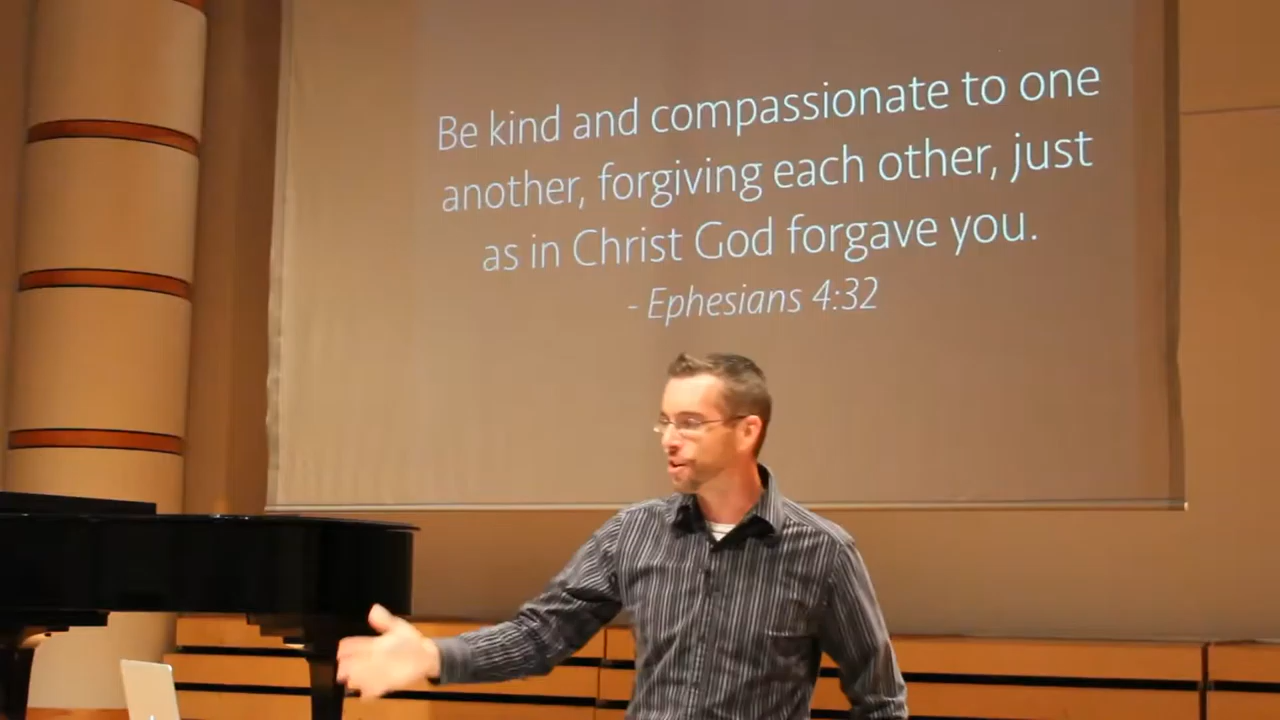 Be kind and compassionate to one
another, forgiving each other, just
as in Christ God forgave you.
- Ephesians 4:32